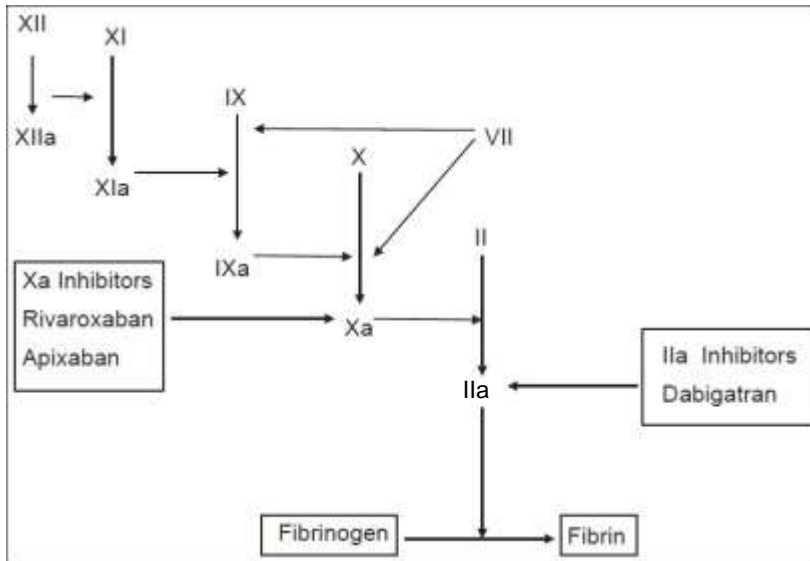 XII
XI
XIIa
XIa
IX
VII
X
IXa
II
Xa Inhibitors
Rivaroxaban
Apixaban
Xa
IIa Inhibitors
Dabigatran
IIa
Fibrinogen
Fibrin